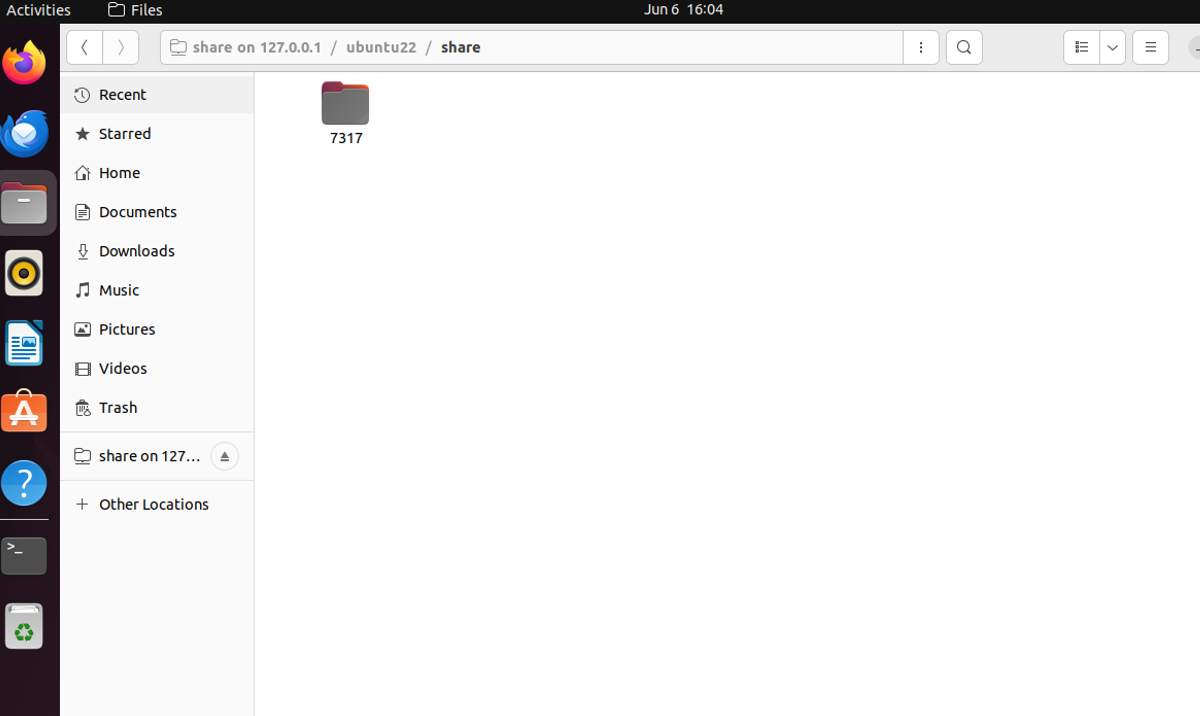 Activities Files Jun 6 16:04
share on 127.0.0.1 / ubuntu22 / share
Recent
Starred
Home
Documents
Downloads
Music
Pictures
Videos
Trash
share on 127…
+ Other Locations
7317
>_
?